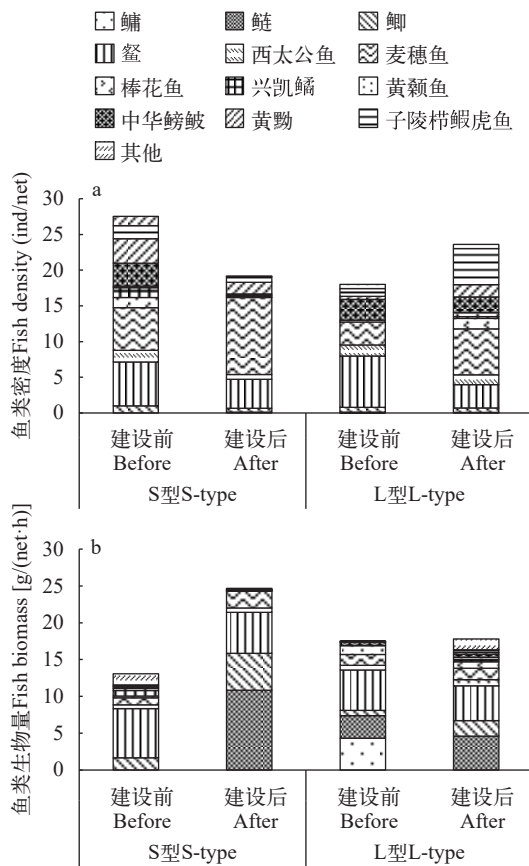 鳙 鲢 鲫
鳘 西太公鱼 麦穗鱼
棒花鱼 兴凯鱊 黄颡鱼
中华鳑鲏 黄黝 子陵栉鰕虎鱼
其他
a
鱼类密度Fish density (ind/net)
30
25
20
15
10
5
0
建设前 建设后 建设前 建设后
Before After Before After
S型S-type L型L-type
b
鱼类生物量Fish biomass [g/(net·h)]
30
25
20
15
10
5
0
建设前 建设后 建设前 建设后
Before After Before After
S型S-type L型L-type